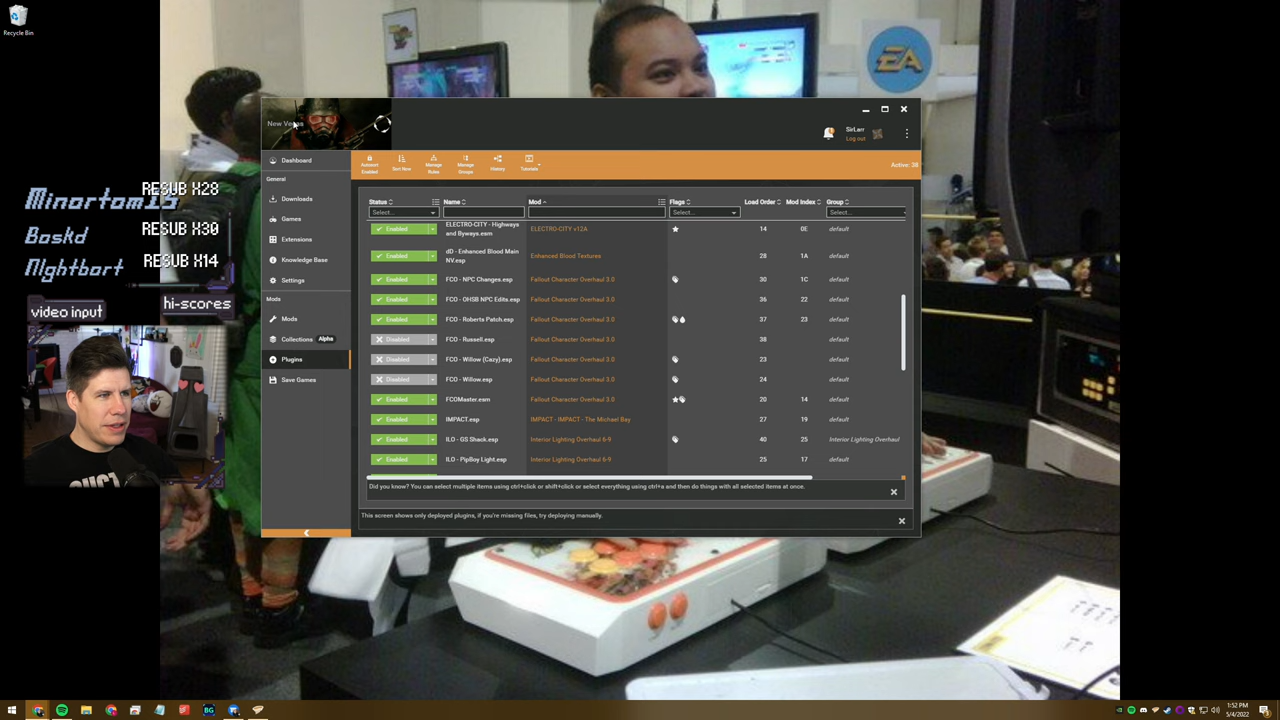 Recycle Bin
EA
New Vegas
SirLarr
Log out
Dashboard
General
Downloads
Games
Extensions
Knowledge Base
Settings
Mods
Mods
Collections Alpha
Plugins
Save Games
Autosort Enabled
Sort Now
Manage Rules
Manage Groups
History
Tutorials
Active: 38
Status Name Mod Flags Load Order Mod Index Group
Select... Select... Select...
Enabled ELECTRO-CITY - Highways and Byways.esm ELECTRO-CITY v12A 14 0E default
Enabled dD - Enhanced Blood Main NV.esp Enhanced Blood Textures 28 1A default
Enabled FCO - NPC Changes.esp Fallout Character Overhaul 3.0 30 1C default
Enabled FCO - OHSB NPC Edits.esp Fallout Character Overhaul 3.0 36 22 default
Enabled FCO - Roberts Patch.esp Fallout Character Overhaul 3.0 37 23 default
Disabled FCO - Russell.esp Fallout Character Overhaul 3.0 38 default
Disabled FCO - Willow (Cazy).esp Fallout Character Overhaul 3.0 23 default
Disabled FCO - Willow.esp Fallout Character Overhaul 3.0 24 default
Enabled FCOMaster.esm Fallout Character Overhaul 3.0 20 14 default
Enabled IMPACT.esp IMPACT - IMPACT - The Michael Bay 27 19 default
Enabled ILO - GS Shack.esp Interior Lighting Overhaul 6-9 40 25 Interior Lighting Overhaul
Enabled ILO - PipBoy Light.esp Interior Lighting Overhaul 6-9 25 17 default
Did you know? You can select multiple items using ctrl+click or shift+click or select everything using ctrl+a and then do things with all selected items at once.
This screen shows only deployed plugins, if you're missing files, try deploying manually.
Minortom15 RESUB X28
Boskd RESUB X30
Nightbart RESUB X14
video input
hi-scores
BG
1:52 PM
5/4/2022